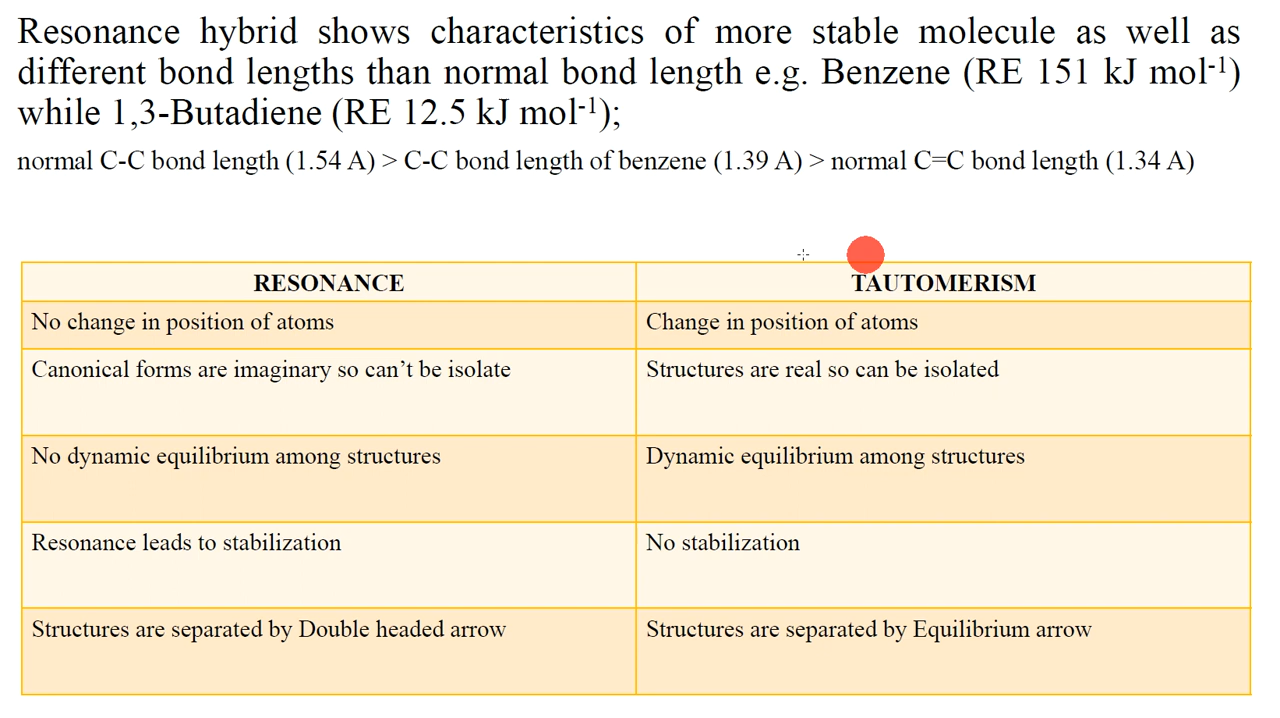 Resonance hybrid shows characteristics of more stable molecule as well as
different bond lengths than normal bond length e.g. Benzene (RE 151 kJ mol⁻¹)
while 1,3-Butadiene (RE 12.5 kJ mol⁻¹);
normal C-C bond length (1.54 A) > C-C bond length of benzene (1.39 A) > normal C=C bond length (1.34 A)
RESONANCE TAUTOMERISM
No change in position of atoms Change in position of atoms
Canonical forms are imaginary so can’t be isolate Structures are real so can be isolated
No dynamic equilibrium among structures Dynamic equilibrium among structures
Resonance leads to stabilization No stabilization
Structures are separated by Double headed arrow Structures are separated by Equilibrium arrow